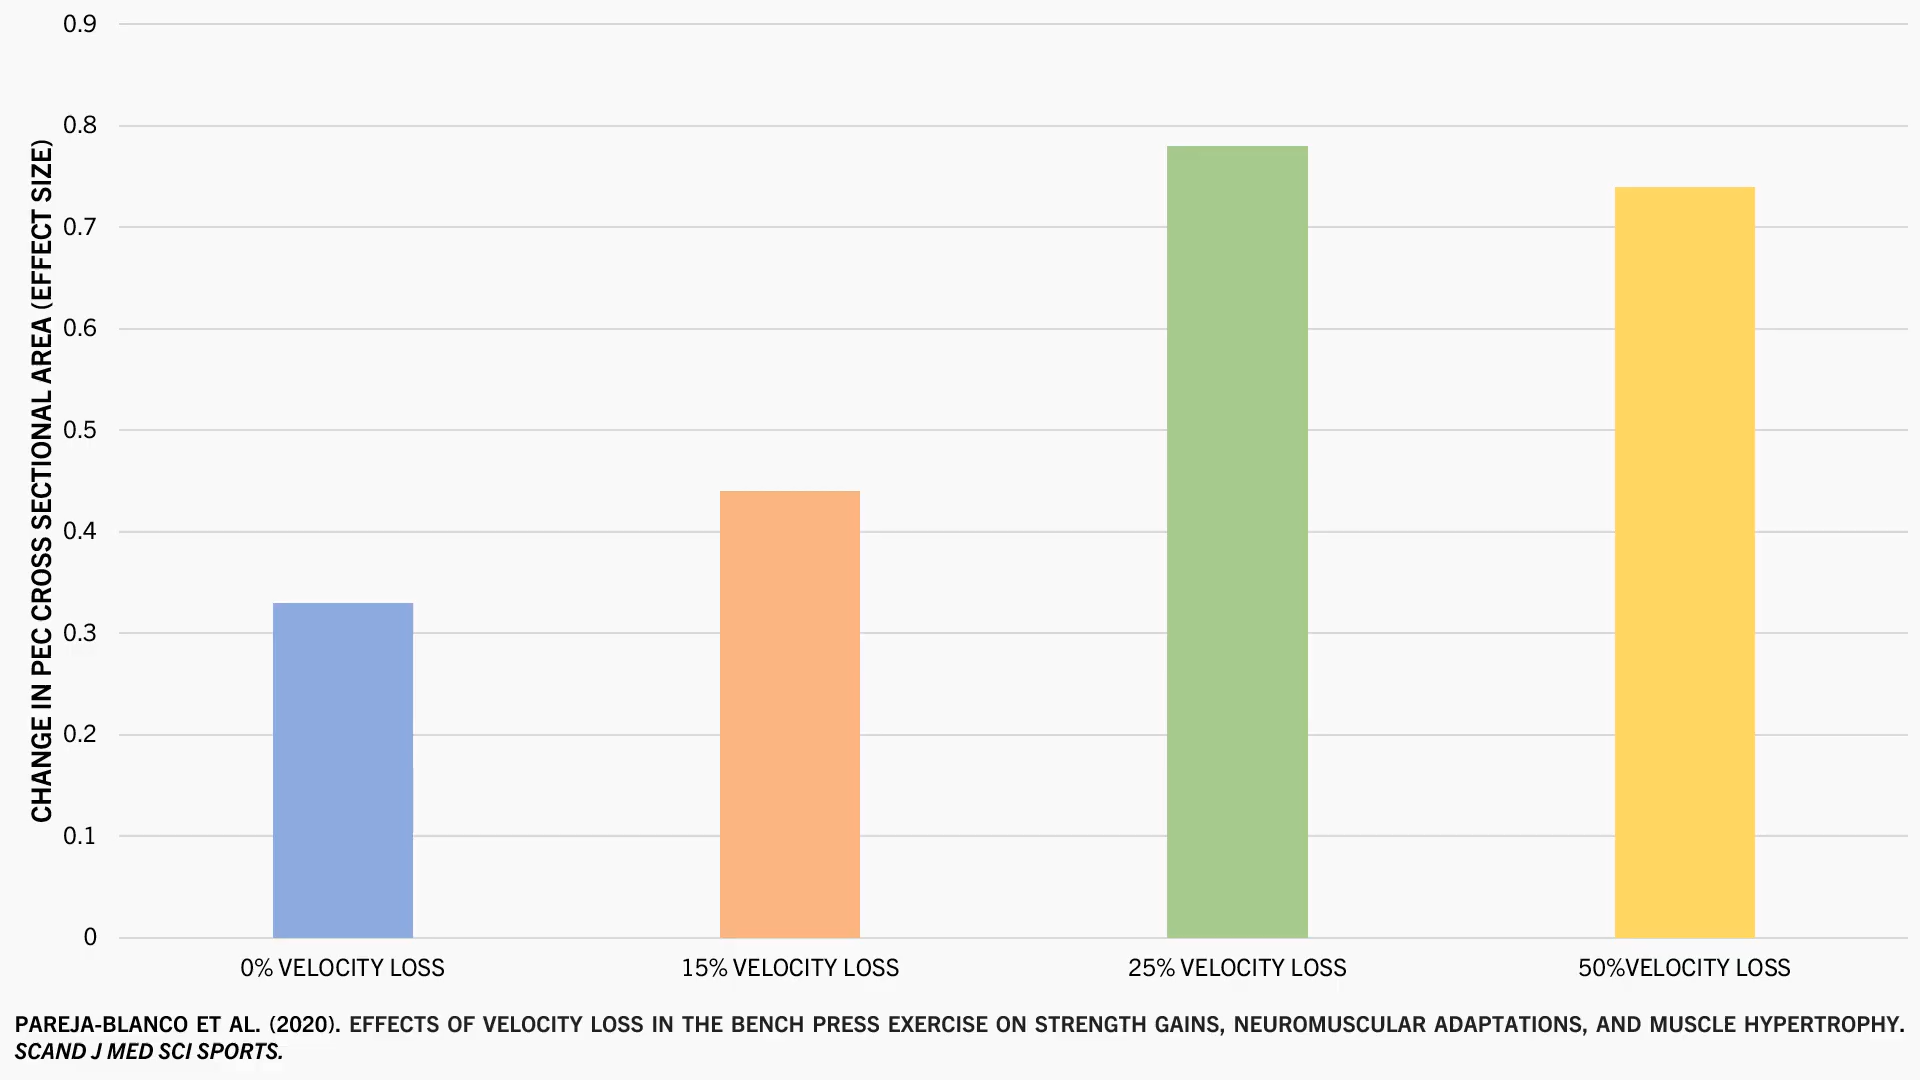 0.9
0.8
0.7
0.6
0.5
0.4
0.3
0.2
0.1
0
CHANGE IN PEC CROSS SECTIONAL AREA (EFFECT SIZE)
0% VELOCITY LOSS
15% VELOCITY LOSS
25% VELOCITY LOSS
50%VELOCITY LOSS
PAREJA-BLANCO ET AL. (2020). EFFECTS OF VELOCITY LOSS IN THE BENCH PRESS EXERCISE ON STRENGTH GAINS, NEUROMUSCULAR ADAPTATIONS, AND MUSCLE HYPERTROPHY.
SCAND J MED SCI SPORTS.